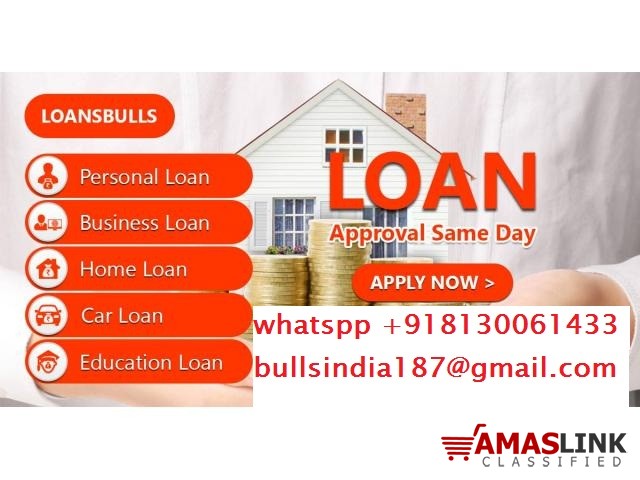 LOANSBULLS
Personal Loan
Business Loan
Home Loan
Car Loan
Education Loan
LOAN
Approval Same Day
APPLY NOW >
whatspp +918130061433
bullsindia187@gmail.com
AMASLINK
CLASSIFIED